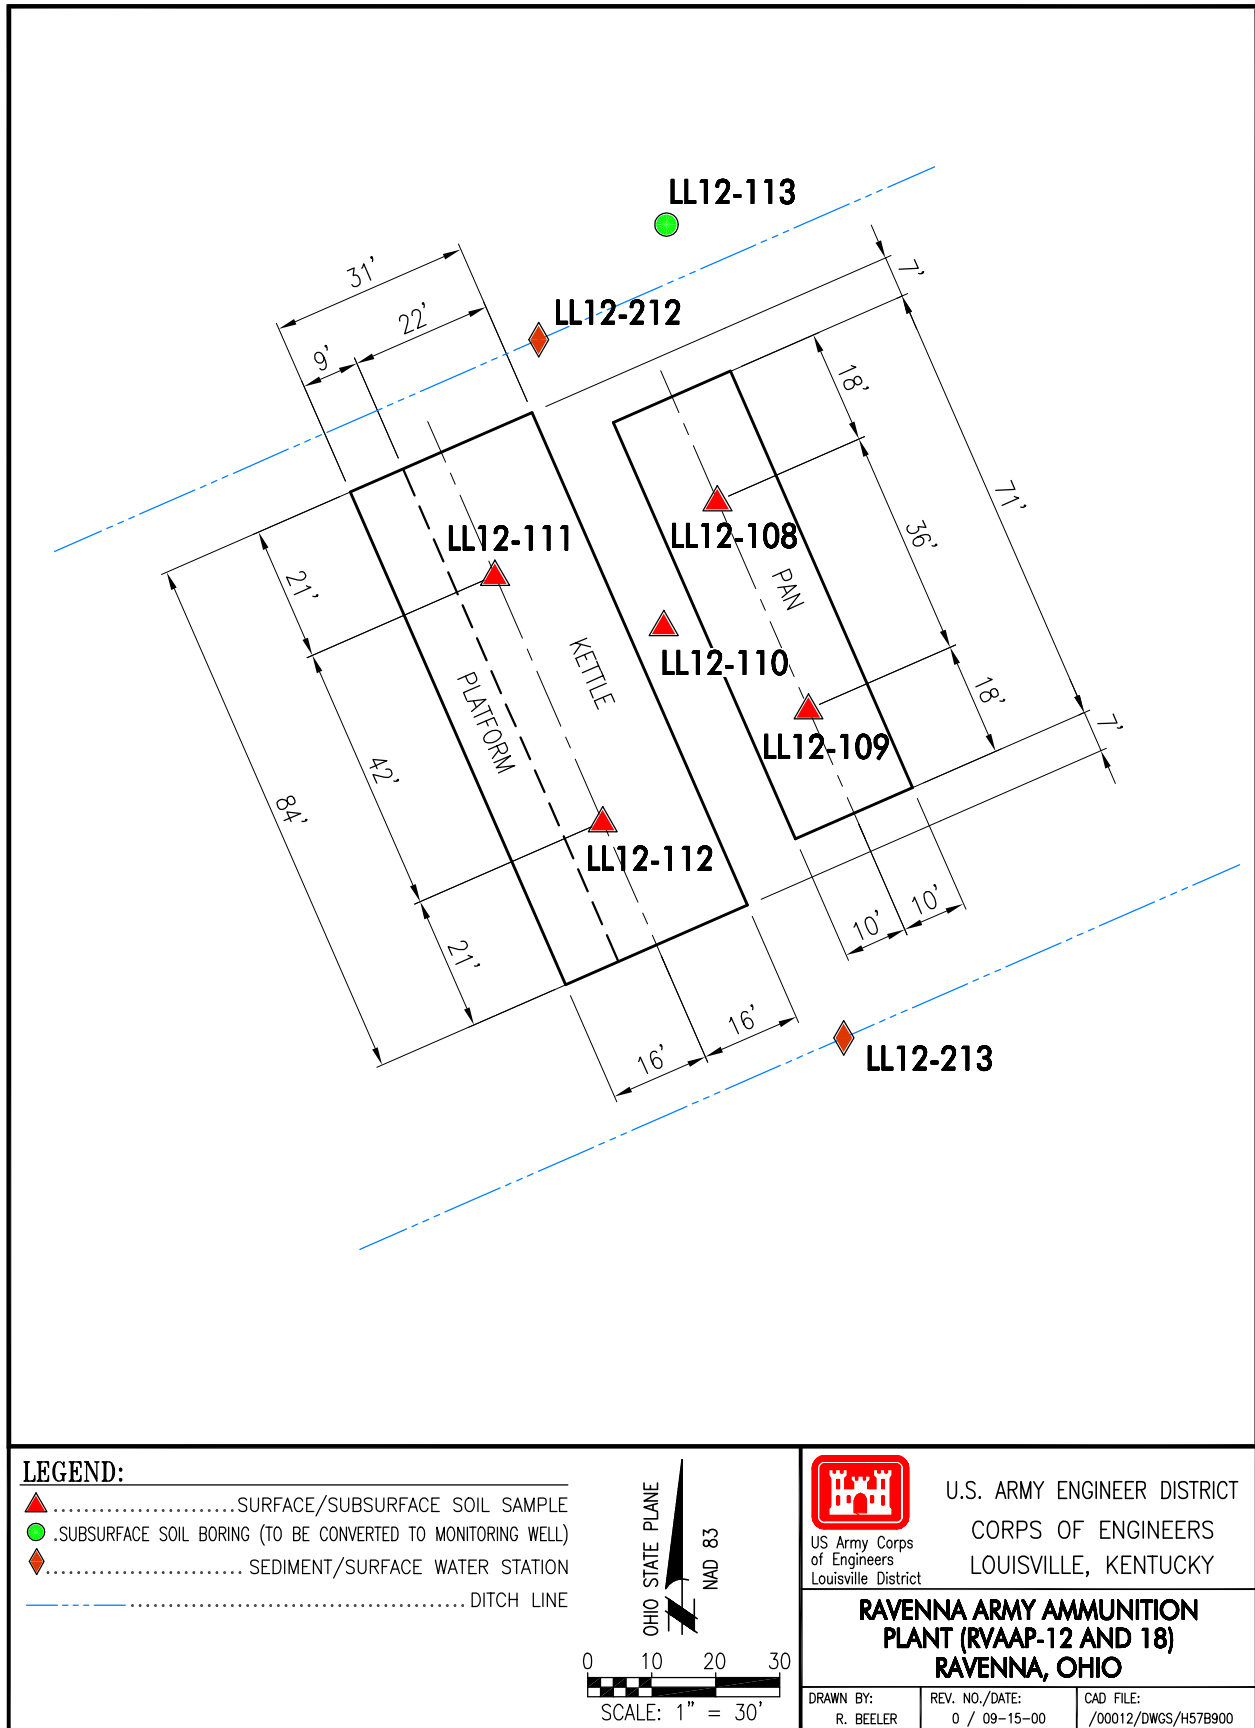 LL12-113
31'
7'
22'
LL12-212
9'
18'
71'
LL12-111
LL12-108
36'
21'
PAN
KETTLE
LL12-110
PLATFORM
18'
7'
LL12-109
42'
84'
LL12-112
10'
10'
21'
16'
16'
LL12-213
LEGEND:
........................SURFACE/SUBSURFACE SOIL SAMPLE
.SUBSURFACE SOIL BORING (TO BE CONVERTED TO MONITORING WELL)
......................... SEDIMENT/SURFACE WATER STATION
.......................................... DITCH LINE
OHIO STATE PLANE
NAD 83
0 10 20 30
SCALE: 1" = 30'
US Army Corps
of Engineers
Louisville District
U.S. ARMY ENGINEER DISTRICT
CORPS OF ENGINEERS
LOUISVILLE, KENTUCKY
RAVENNA ARMY AMMUNITION
PLANT (RVAAP-12 AND 18)
RAVENNA, OHIO
DRAWN BY:
R. BEELER
REV. NO./DATE:
0 / 09-15-00
CAD FILE:
/00012/DWGS/H57B900